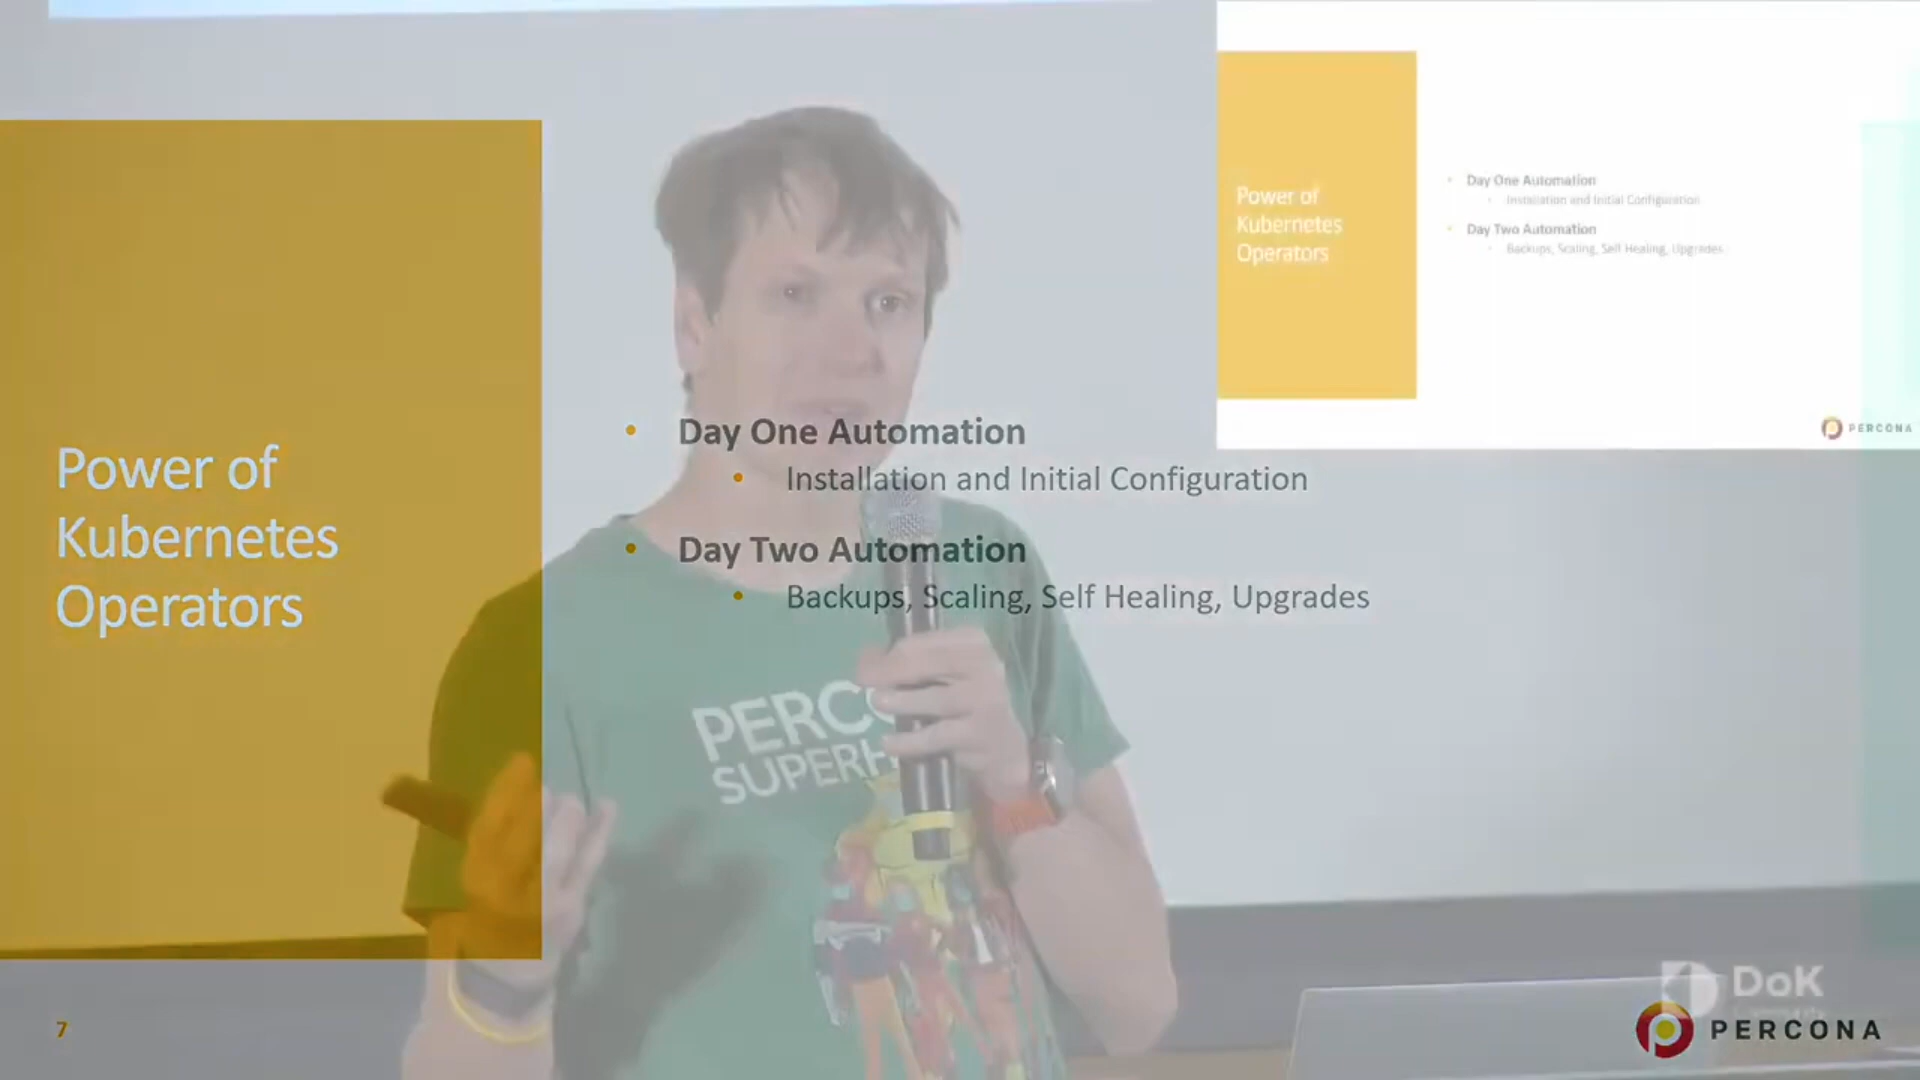 Power of
Kubernetes
Operators
• Day One Automation
• Installation and Initial Configuration
• Day Two Automation
• Backups, Scaling, Self Healing, Upgrades
Power of
Kubernetes
Operators
• Day One Automation
• Installation and Initial Configuration
• Day Two Automation
• Backups, Scaling, Self Healing, Upgrades
PERCONA
PERCO
SUPERH
7
DoK
PERCONA